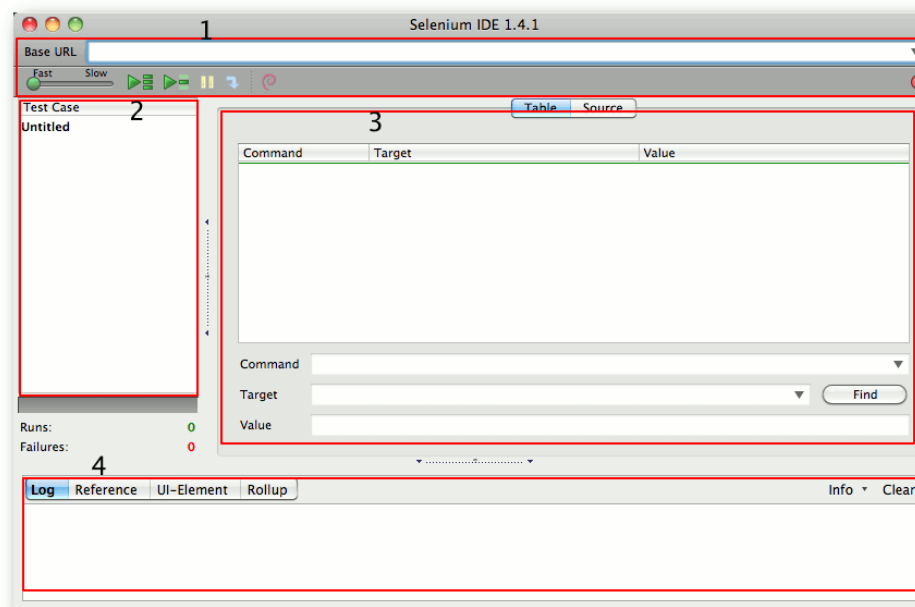 Selenium IDE 1.4.1
1
Base URL
Fast Slow
Test Case
2
Untitled
Table Source
3
Command Target Value
Command
Target Find
Value
Runs: 0
Failures: 0
4
Log Reference UI-Element Rollup Info Clear